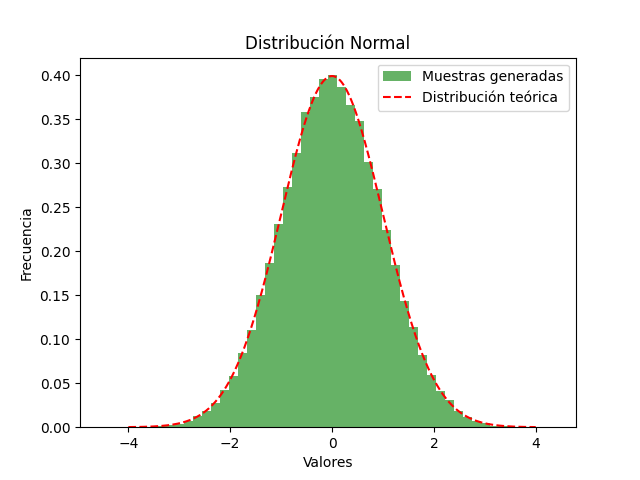 Distribución Normal
Muestras generadas
Distribución teórica
Frecuencia
0.40
0.35
0.30
0.25
0.20
0.15
0.10
0.05
0.00
−4 −2 0 2 4
Valores